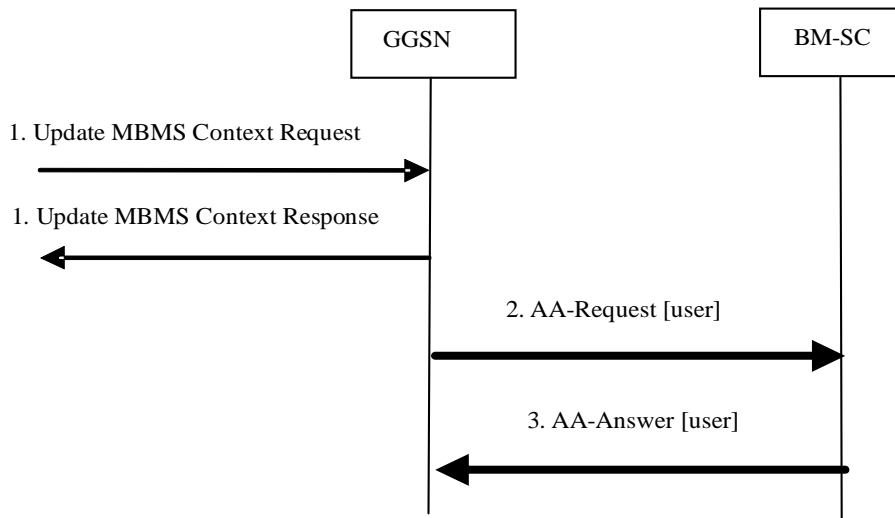 GGSN
BM-SC
1. Update MBMS Context Request
1. Update MBMS Context Response
2. AA-Request [user]
3. AA-Answer [user]